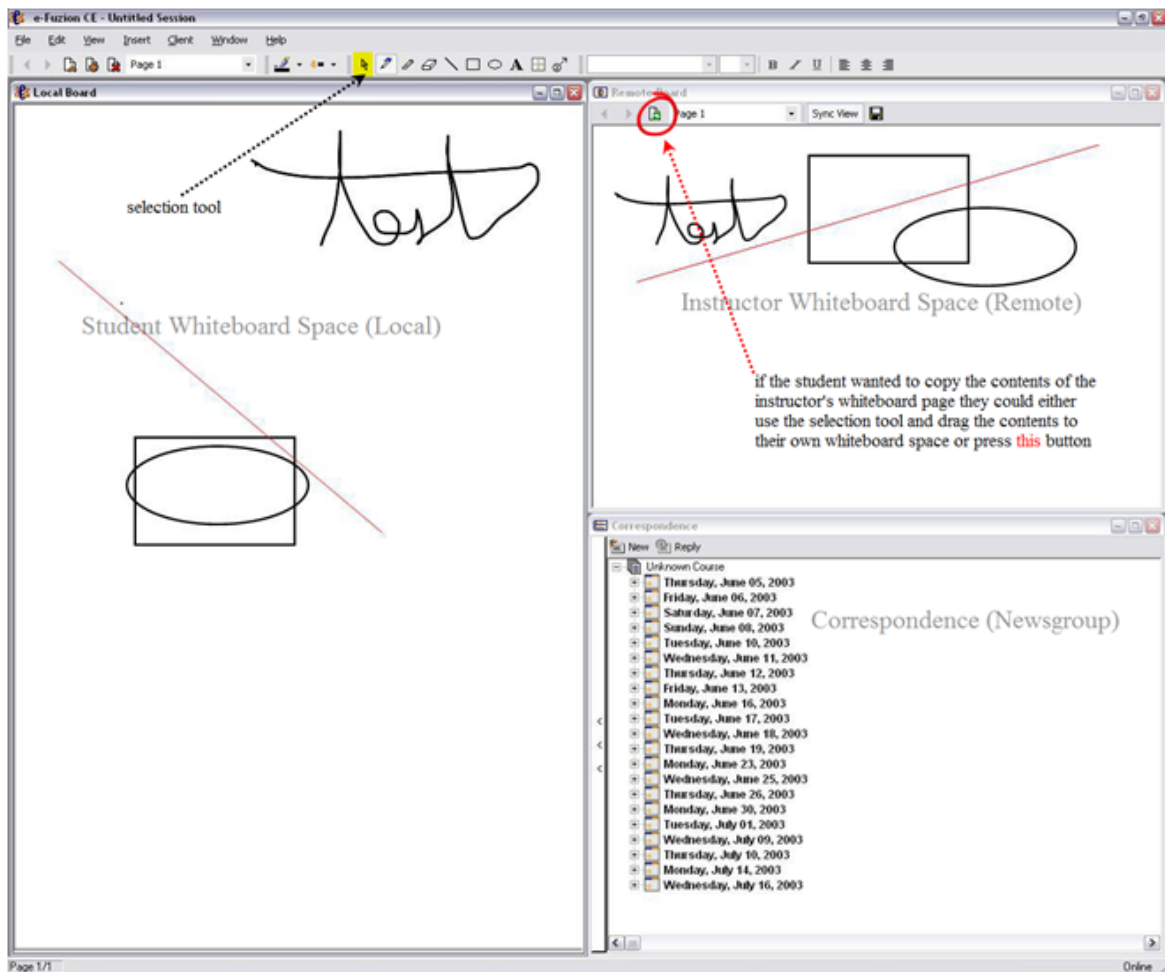 e-Fuzion CE - Untitled Session
File Edit View Insert Client Window Help
Page 1
A
B I U
Local Board
Remote Board
Page 1 Sync View
test
selection tool
test
Student Whiteboard Space (Local)
Instructor Whiteboard Space (Remote)
if the student wanted to copy the contents of the
instructor's whiteboard page they could either
use the selection tool and drag the contents to
their own whiteboard space or press this button
Correspondence
New Reply
Unknown Course
Thursday, June 05, 2003
Friday, June 06, 2003
Saturday, June 07, 2003
Sunday, June 08, 2003
Tuesday, June 10, 2003
Wednesday, June 11, 2003
Thursday, June 12, 2003
Friday, June 13, 2003
Monday, June 16, 2003
Tuesday, June 17, 2003
Wednesday, June 18, 2003
Thursday, June 19, 2003
Monday, June 23, 2003
Wednesday, June 25, 2003
Thursday, June 26, 2003
Monday, June 30, 2003
Tuesday, July 01, 2003
Wednesday, July 09, 2003
Thursday, July 10, 2003
Monday, July 14, 2003
Wednesday, July 16, 2003
Correspondence (Newsgroup)
Page 1/1
Online